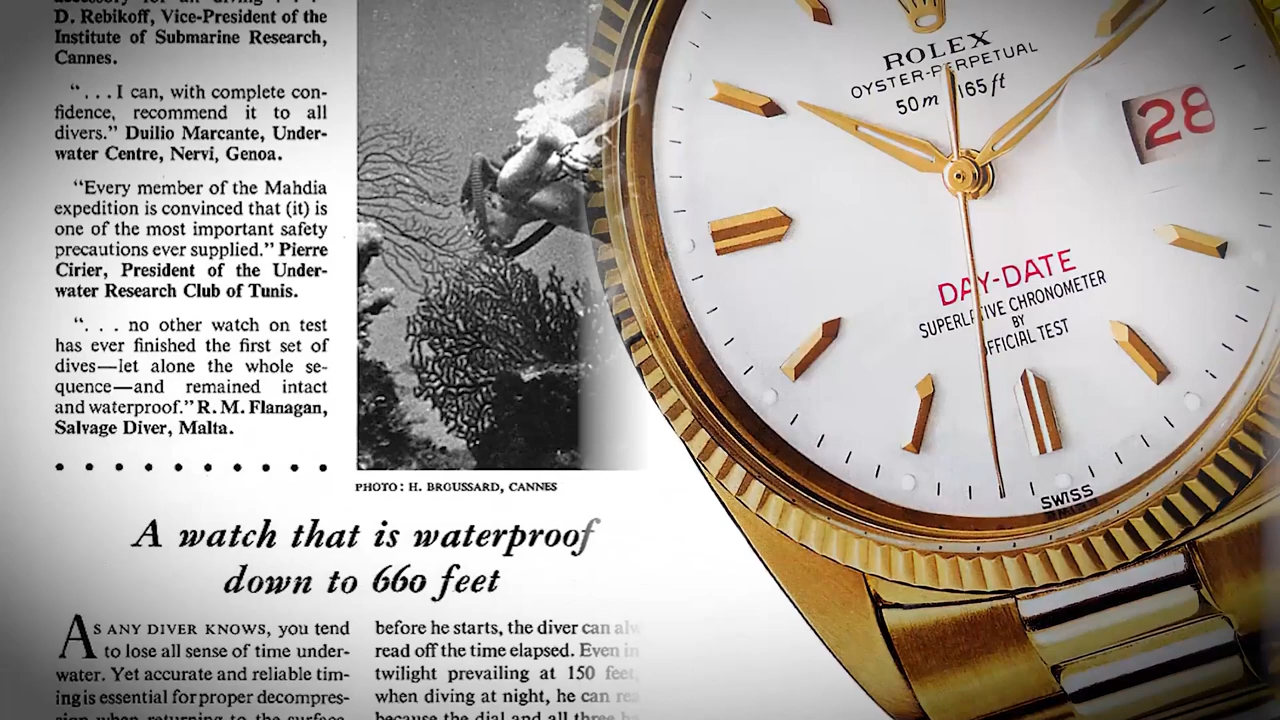 D. Rebikoff, Vice-President of the
Institute of Submarine Research,
Cannes.
“. . . I can, with complete con-
fidence, recommend it to all
divers.” Duilio Marcante, Under-
water Centre, Nervi, Genoa.
“Every member of the Mahdia
expedition is convinced that (it) is
one of the most important safety
precautions ever supplied.” Pierre
Cirier, President of the Under-
water Research Club of Tunis.
“. . . no other watch on test
has ever finished the first set of
dives—let alone the whole se-
quence—and remained intact
and waterproof.” R. M. Flanagan,
Salvage Diver, Malta.
PHOTO: H. BROUSSARD, CANNES
A watch that is waterproof
down to 660 feet
AS ANY DIVER KNOWS, you tend
to lose all sense of time under-
water. Yet accurate and reliable tim-
ing is essential for proper decompres-
before he starts, the diver can
read off the time elapsed. Even in
twilight prevailing at 150 feet,
when diving at night, he can
because the dial and all three
ROLEX
OYSTER-PERPETUAL
50m 165ft
28
DAY-DATE
SUPERLATIVE CHRONOMETER
BY
OFFICIAL TEST
SWISS